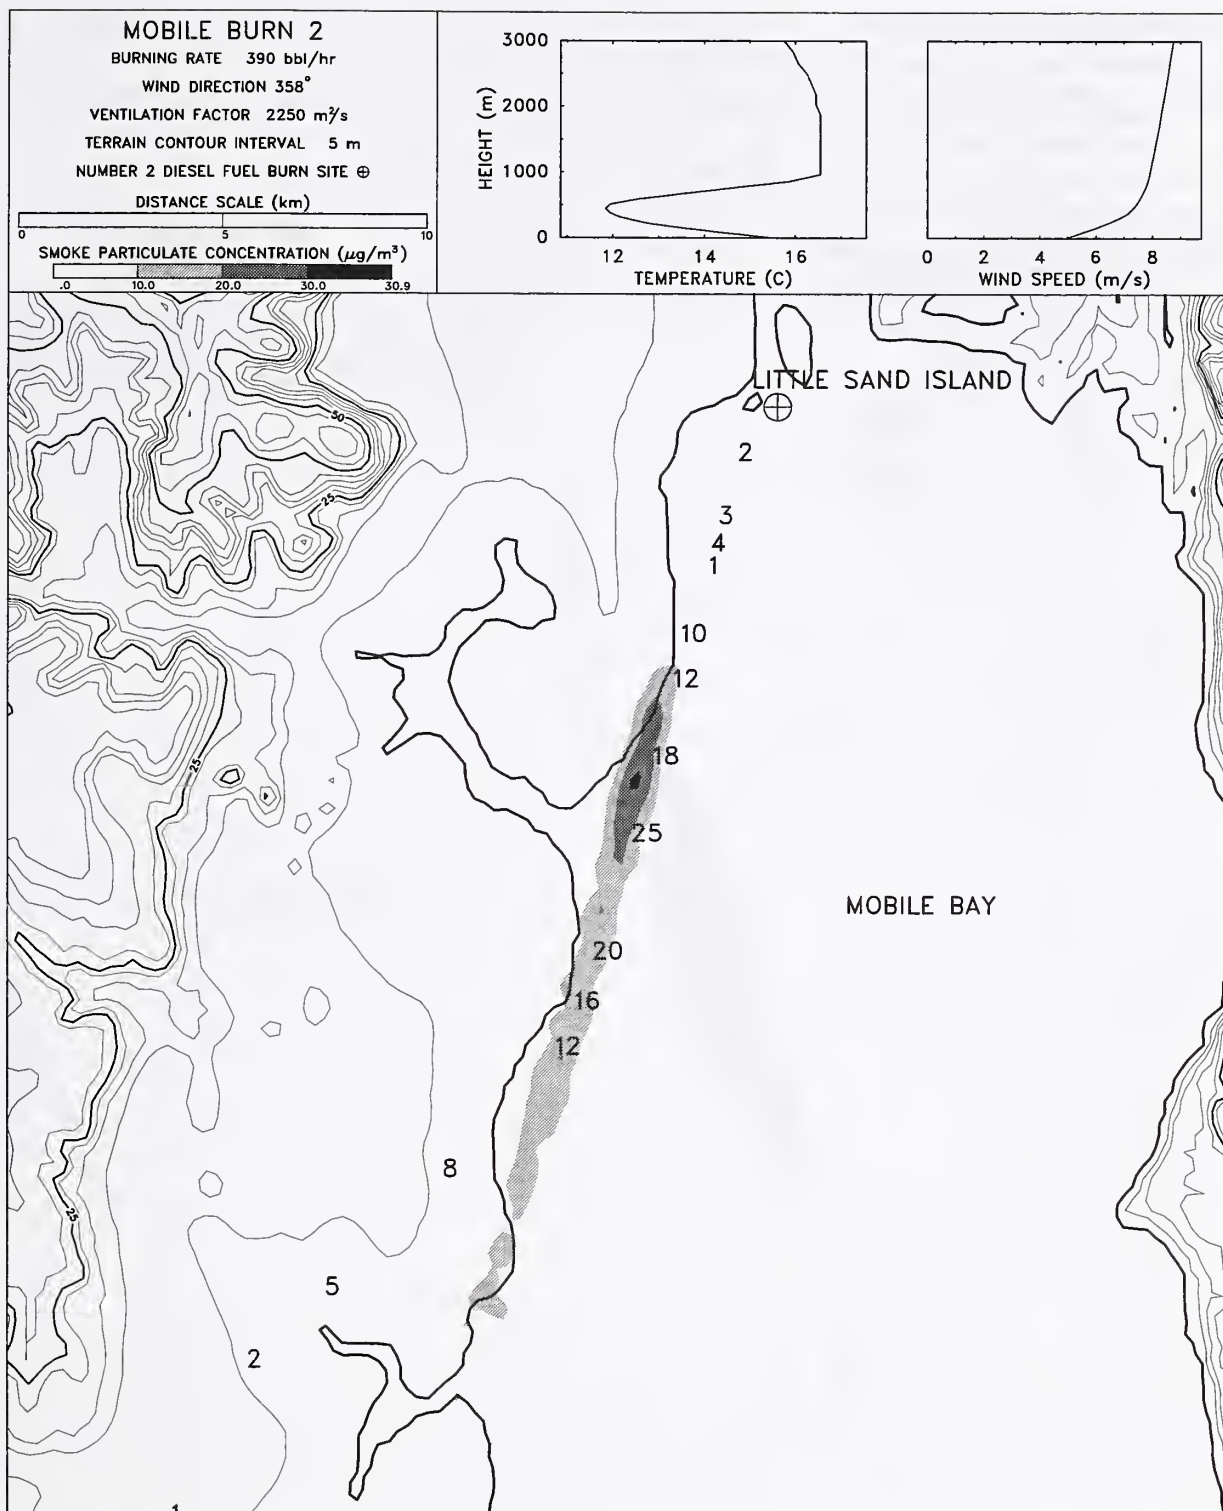 MOBILE BURN 2
BURNING RATE 390 bbl/hr
WIND DIRECTION 358°
VENTILATION FACTOR 2250 m²/s
TERRAIN CONTOUR INTERVAL 5 m
NUMBER 2 DIESEL FUEL BURN SITE ⊕
DISTANCE SCALE (km)
0 5 10
SMOKE PARTICULATE CONCENTRATION (μg/m³)
.0 10.0 20.0 30.0 30.9
3000
2000
1000
0
HEIGHT (m)
12 14 16
TEMPERATURE (C)
0 2 4 6 8
WIND SPEED (m/s)
LITTLE SAND ISLAND
50
2
25
3
4
1
10
12
18
25
25
MOBILE BAY
20
16
12
8
25
5
2
1